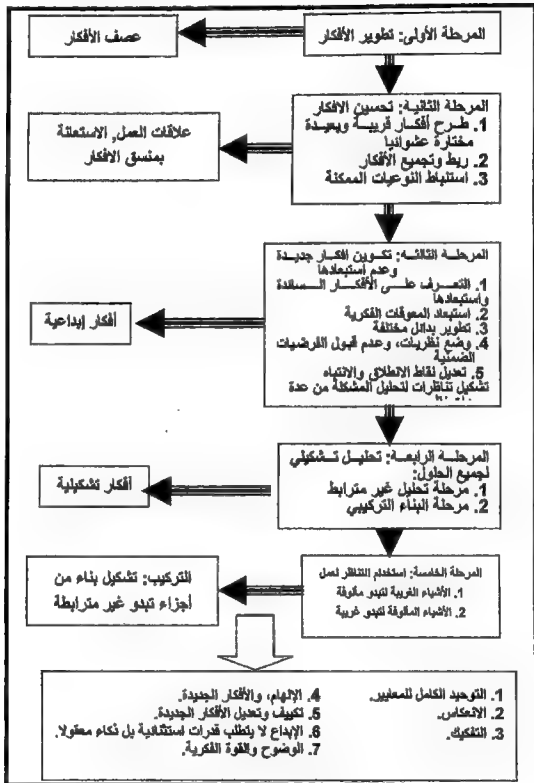 المرحلة الأولى: تطوير الأفكار
عصف الأفكار
المرحلة الثانية: تحسين الافكار
1. طرح أفكار قريبة وبعيدة
مختارة عشوائيا
2. ربط وتجميع الأفكار
3. استنباط النوعيات الممكنة
علاقات العمل, الاستعانة
بمنسق الافكار
المرحلة الثالثة: تكوين أفكار جديدة
وعدم استبعادها
1. التعرف على الأفكار السائدة
واستبعادها
2. استبعاد المعوقات الفكرية
3. تطوير بدائل مختلفة
4. وضع نظريات، وعدم قبول الفرضيات
الضمنية
5. تعديل نقاط الانطلاق والانتباه
تشكيل تناظرات لتحليل المشكلة من عدة
أفكار إبداعية
المرحلة الرابعة: تحليل تشكيلي
لجميع الحلول:
1. مرحلة تحليل غير مترابط
2. مرحلة البناء التركيبي
أفكار تشكيلية
المرحلة الخامسة: استخدام التناظر لعمل
1. الأشياء الغريبة لتبدو مألوفة
2. الأشياء المألوفة لتبدو غريبة
التركيب: تشكيل بناء من
أجزاء تبدو غير مترابطة
1. التوحيد الكامل للمعايير.
2. الانعكاس.
3. التفكيك.
4. الإلهام، والأفكار الجديدة.
5. تكييف وتعديل الأفكار الجديدة.
6. الإبداع لا يتطلب قدرات استثنائية بل ذكاء معقولا.
7. الوضوح والقوة الفكرية.